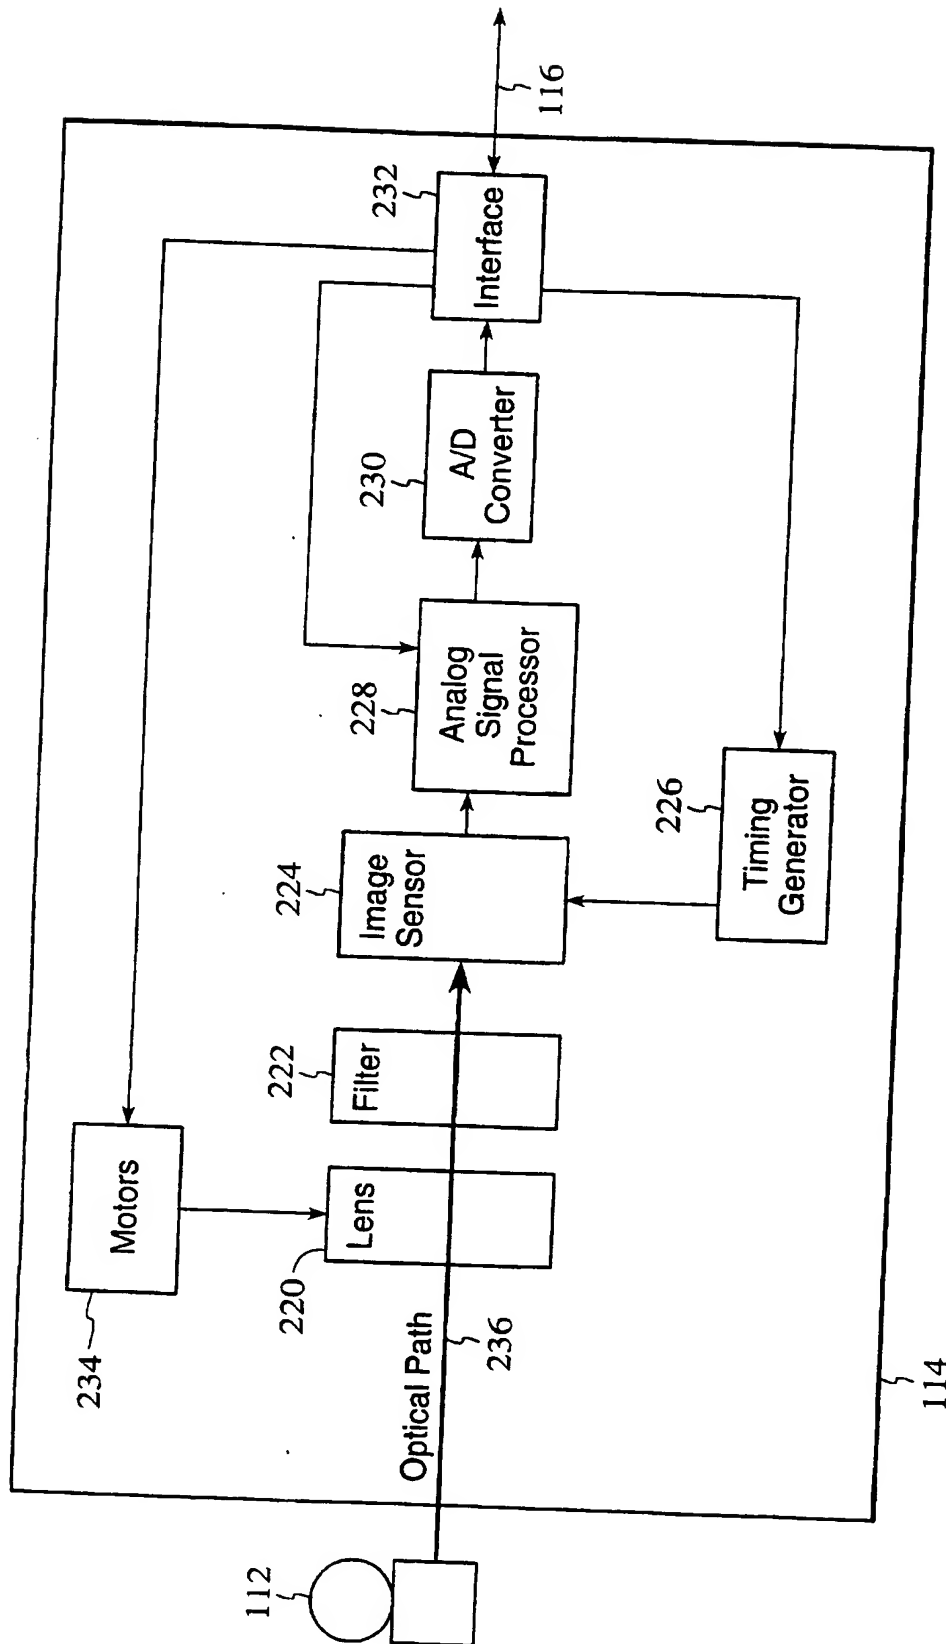 112
Optical Path
236
114
234
Motors
220
Lens
222
Filter
224
Image
Sensor
226
Timing
Generator
228
Analog
Signal
Processor
230
A/D
Converter
232
Interface
116